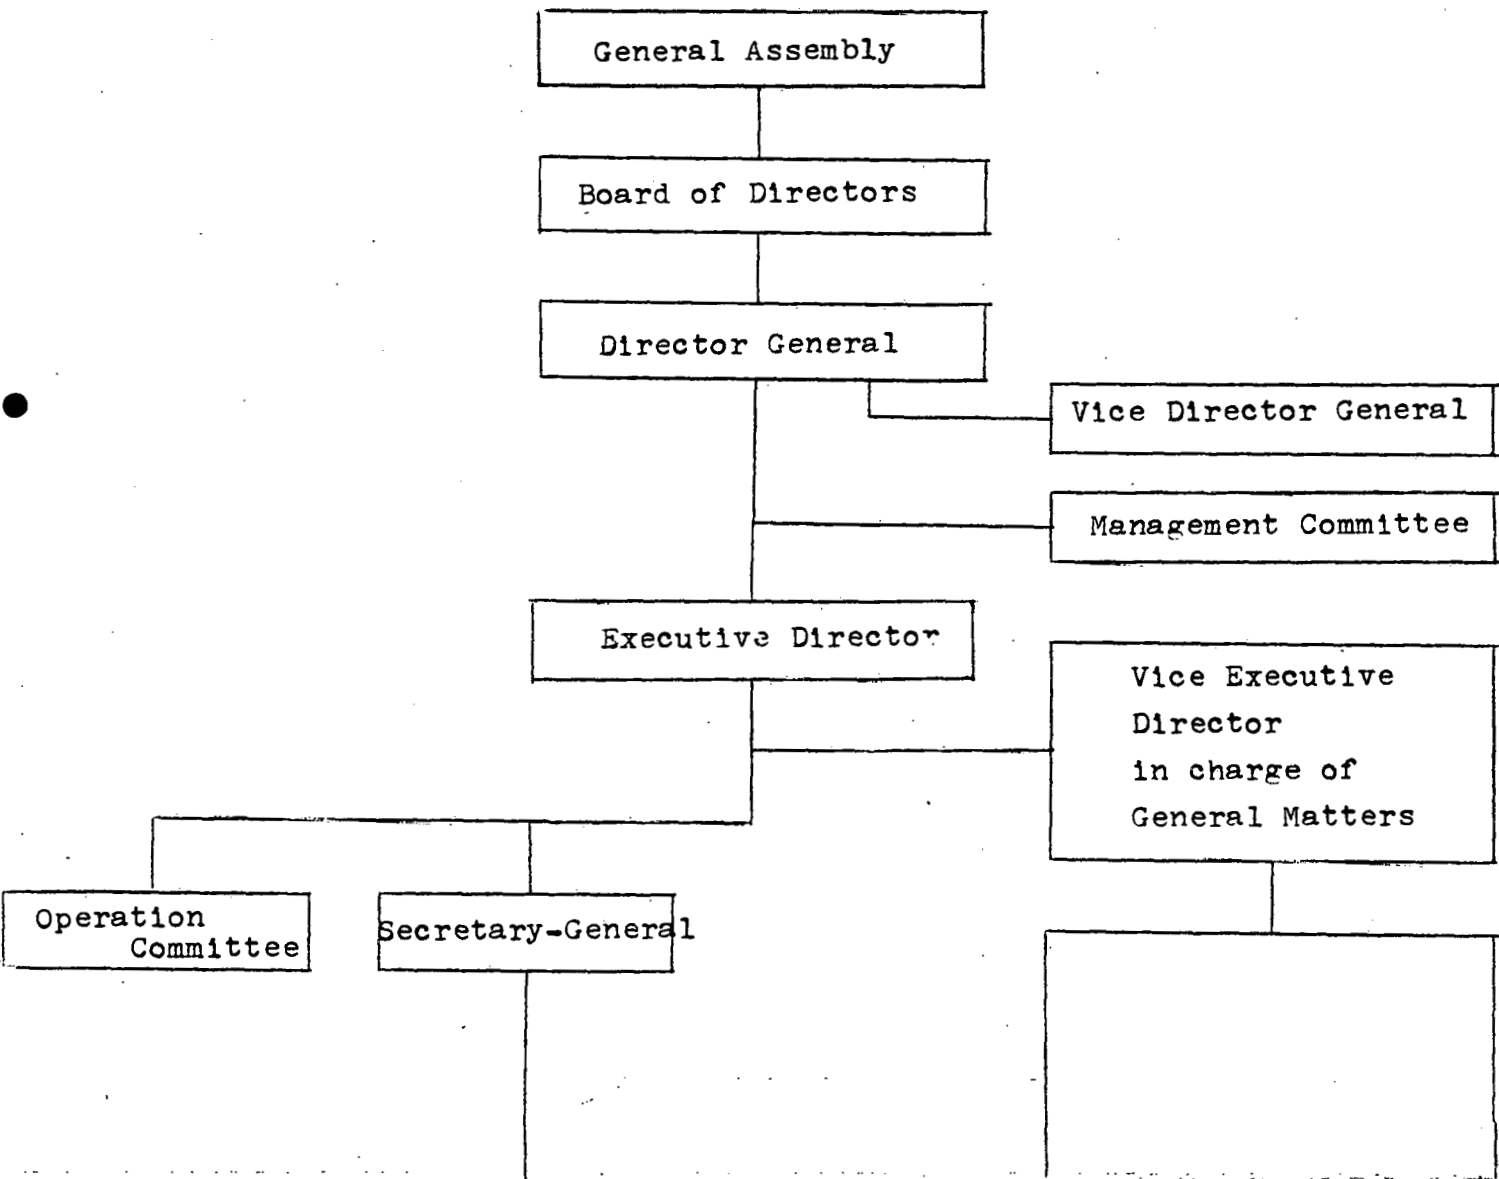 General Assembly
Board of Directors
Director General
Vice Director General
Management Committee
Executive Director
Vice Executive
Director
in charge of
General Matters
Operation
Committee
Secretary-General